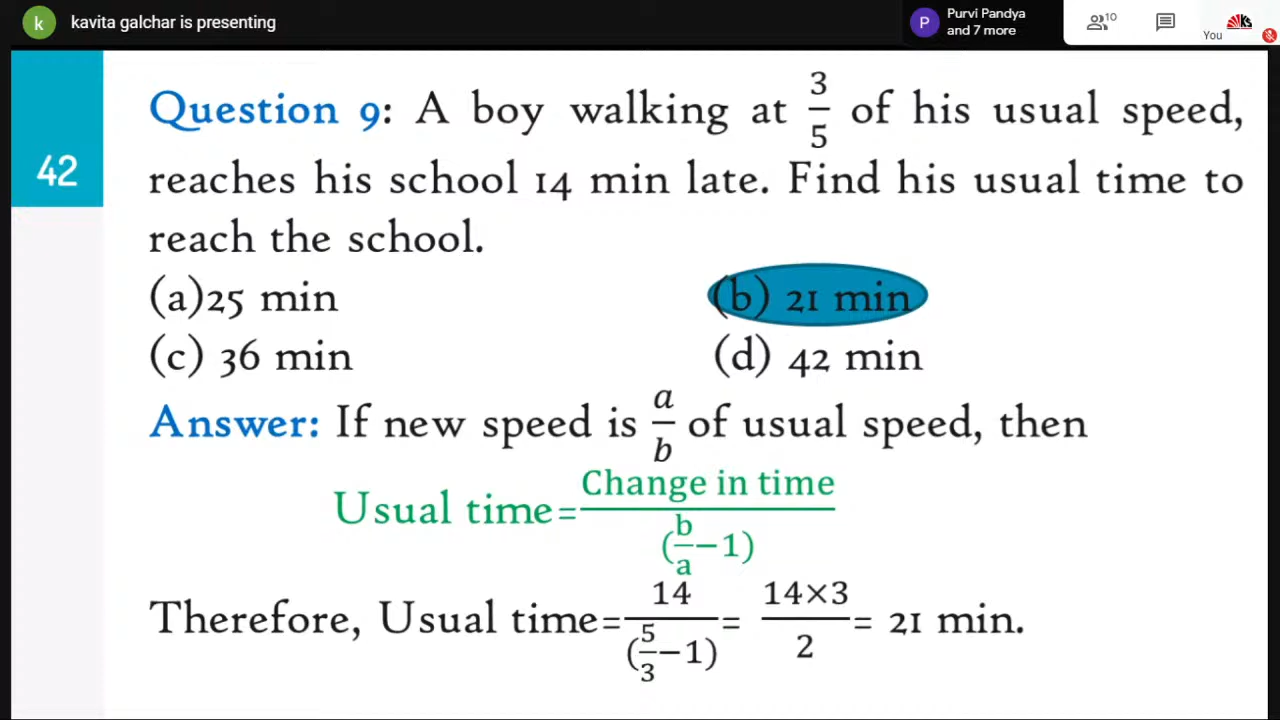 k kavita galchar is presenting
P Purvi Pandya
and 7 more
10
You
ks
42
Question 9: A boy walking at 3/5 of his usual speed,
reaches his school 14 min late. Find his usual time to
reach the school.
(a)25 min (b) 21 min
(c) 36 min (d) 42 min
Answer: If new speed is a/b of usual speed, then
Usual time= Change in time/(b/a−1)
Therefore, Usual time= 14/(5/3−1) = 14×3/2 = 21 min.